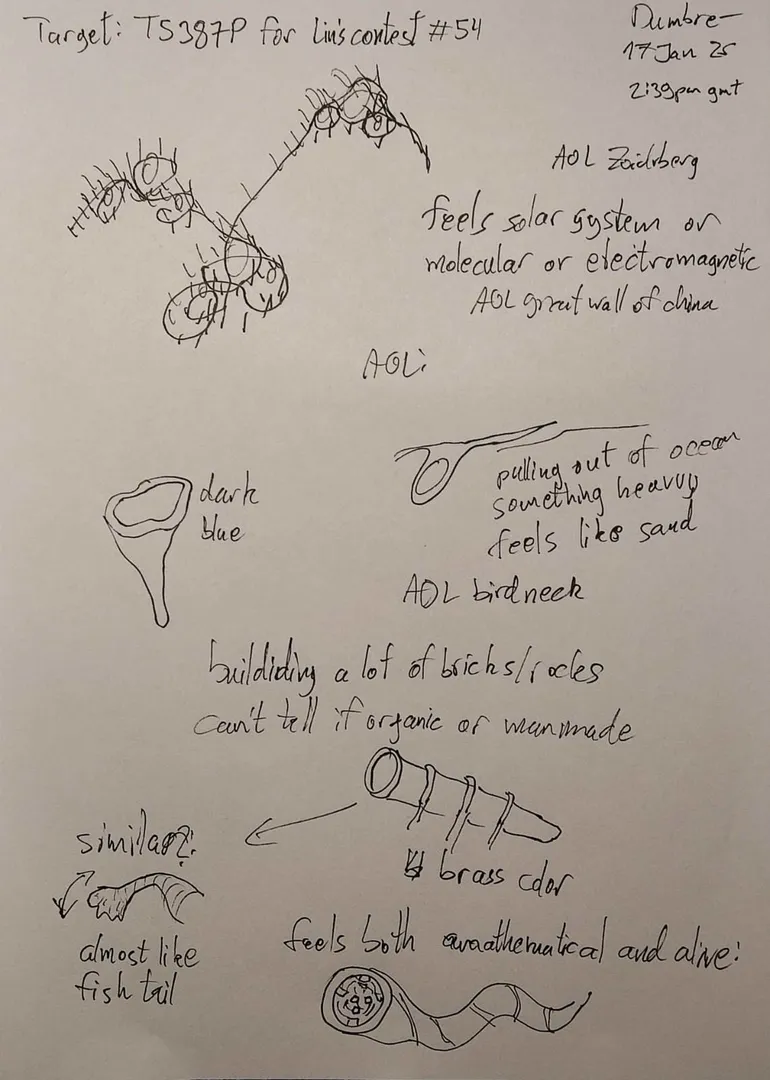 Target: TS387P for Lin's contest #54
Dumbre
17 Jan 25
2:39pm gmt
AOL Zoidrberg
feels solar system or
molecular or electromagnetic
AOL great wall of china
AOL:
dark
blue
pulling out of ocean
something heavy
feels like sand
AOL birdneck
buildiding a lot of bricks/rocks
can't tell if organic or manmade
similar?:
brass color
almost like
fish tail
feels both and alive: